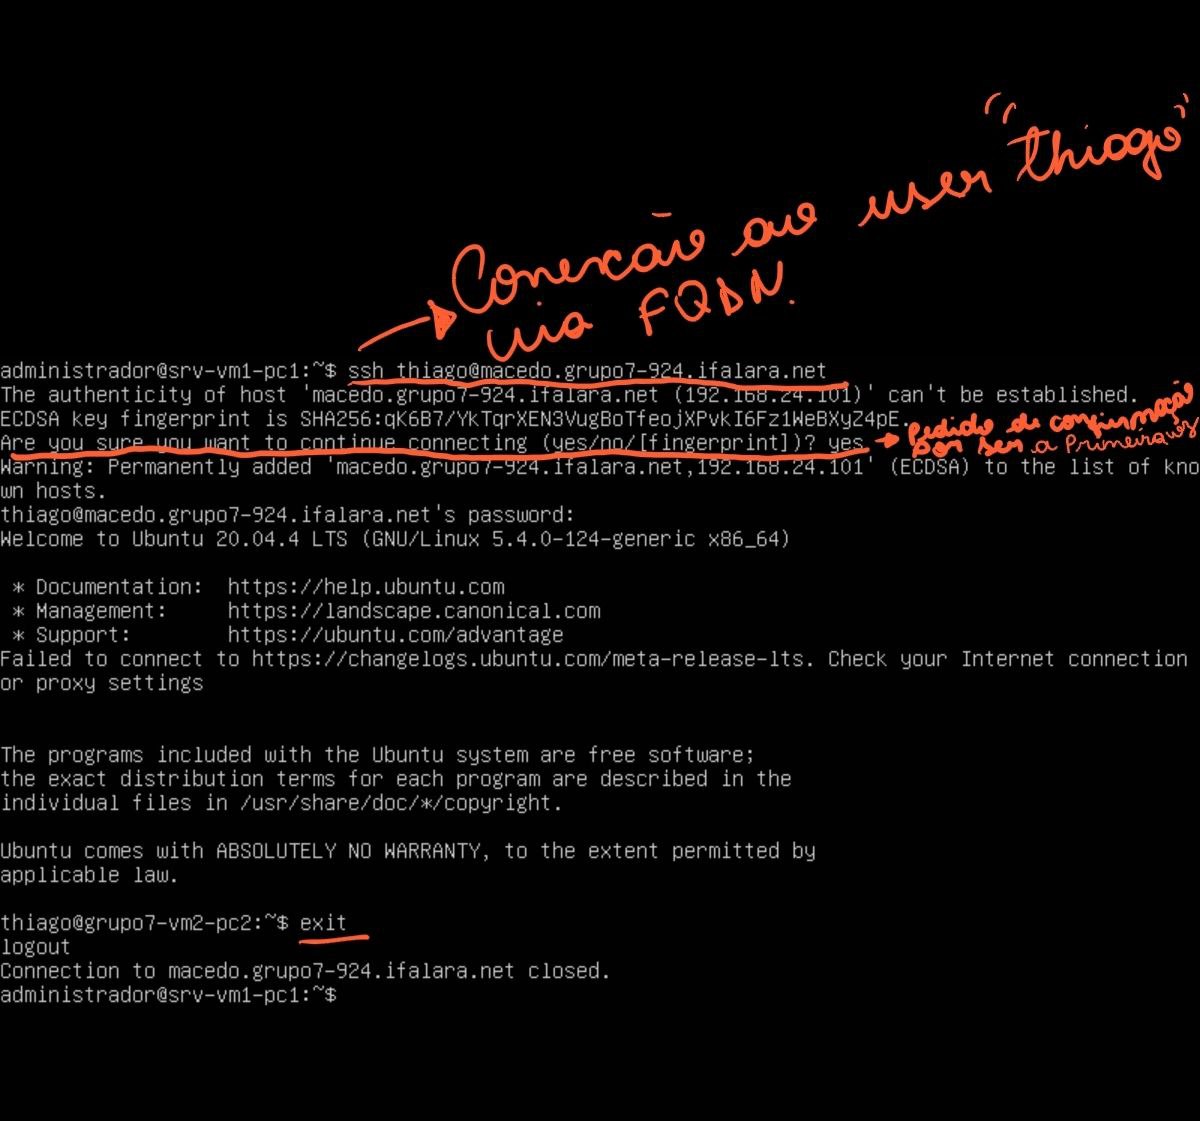 "thiago"
Conexão ao user
via FQDN.
administrador@srv-vm1-pc1:~$ ssh thiago@macedo.grupo7-924.ifalara.net
The authenticity of host 'macedo.grupo7-924.ifalara.net (192.168.24.101)' can't be established.
ECDSA key fingerprint is SHA256:qK6B7/YkTqrXEN3VugBoTfeojXPvkI6Fz1WeBXyZ4pE.
Are you sure you want to continue connecting (yes/no/[fingerprint])? yes
pedido de confirmação
por ser a Primeira vez
Warning: Permanently added 'macedo.grupo7-924.ifalara.net,192.168.24.101' (ECDSA) to the list of kno
wn hosts.
thiago@macedo.grupo7-924.ifalara.net's password:
Welcome to Ubuntu 20.04.4 LTS (GNU/Linux 5.4.0-124-generic x86_64)
* Documentation: https://help.ubuntu.com
* Management: https://landscape.canonical.com
* Support: https://ubuntu.com/advantage
Failed to connect to https://changelogs.ubuntu.com/meta-release-lts. Check your Internet connection
or proxy settings
The programs included with the Ubuntu system are free software;
the exact distribution terms for each program are described in the
individual files in /usr/share/doc/*/copyright.
Ubuntu comes with ABSOLUTELY NO WARRANTY, to the extent permitted by
applicable law.
thiago@grupo7-vm2-pc2:~$ exit
logout
Connection to macedo.grupo7-924.ifalara.net closed.
administrador@srv-vm1-pc1:~$